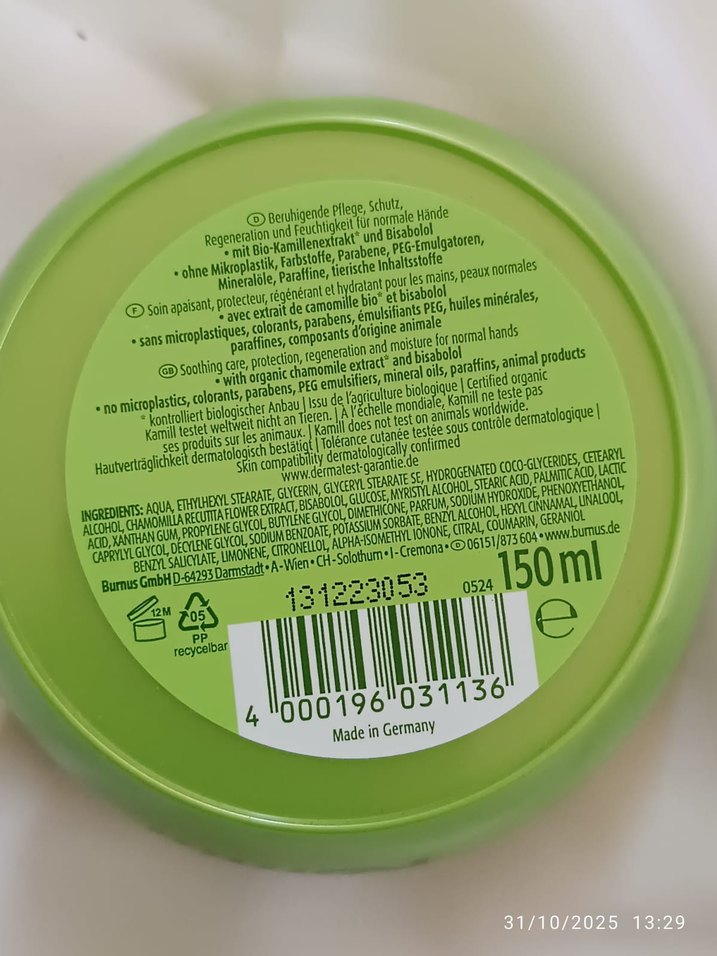 D Beruhigende Pflege, Schutz,
Regeneration und Feuchtigkeit für normale Hände
• mit Bio-Kamillenextrakt* und Bisabolol
• ohne Mikroplastik, Farbstoffe, Parabene, PEG-Emulgatoren,
Mineralöle, Paraffine, tierische Inhaltsstoffe
F Soin apaisant, protecteur, régénérant et hydratant pour les mains, peaux normales
• avec extrait de camomille bio* et bisabolol
• sans microplastiques, colorants, parabens, émulsifiants PEG, huiles minérales,
paraffines, composants d'origine animale
GB Soothing care, protection, regeneration and moisture for normal hands
• with organic chamomile extract* and bisabolol
• no microplastics, colorants, parabens, PEG emulsifiers, mineral oils, paraffins, animal products
* kontrolliert biologischer Anbau | Issu de l'agriculture biologique | Certified organic
Kamill testet weltweit nicht an Tieren. | À l'échelle mondiale, Kamill ne teste pas
ses produits sur les animaux. | Kamill does not test on animals worldwide.
Hautverträglichkeit dermatologisch bestätigt | Tolérance cutanée testée sous contrôle dermatologique |
Skin compatibility dermatologically confirmed
www.dermatest-garantie.de
INGREDIENTS: AQUA, ETHYLHEXYL STEARATE, GLYCERIN, GLYCERYL STEARATE SE, HYDROGENATED COCO-GLYCERIDES, CETEARYL
ALCOHOL, CHAMOMILLA RECUTITA FLOWER EXTRACT, BISABOLOL, GLUCOSE, MYRISTYL ALCOHOL, STEARIC ACID, PALMITIC ACID, LACTIC
ACID, XANTHAN GUM, PROPYLENE GLYCOL, BUTYLENE GLYCOL, DIMETHICONE, PARFUM, SODIUM HYDROXIDE, PHENOXYETHANOL,
CAPRYLYL GLYCOL, DECYLENE GLYCOL, SODIUM BENZOATE, POTASSIUM SORBATE, BENZYL ALCOHOL, HEXYL CINNAMAL, LINALOOL,
BENZYL SALICYLATE, LIMONENE, CITRONELLOL, ALPHA-ISOMETHYL IONONE, CITRAL, COUMARIN, GERANIOL
Burnus GmbH D-64293 Darmstadt • A-Wien • CH-Solothurn • I-Cremona • D 06151/873 604 • www.burnus.de
131223053 0524 150 ml
12M 05 e
PP
recycelbar
4 000196 031136
Made in Germany
31/10/2025 13:29